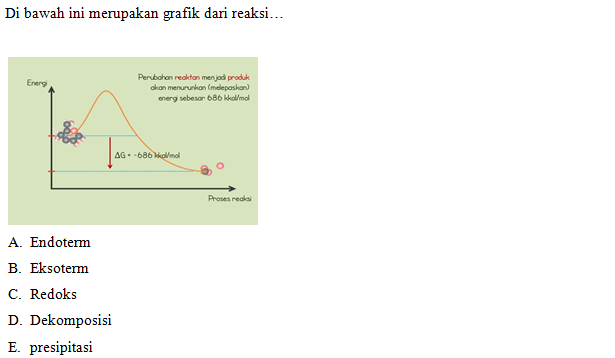 Di bawah ini merupakan grafik dari reaksi…
Energi
Perubahan reaktan menjadi produk
akan menurunkan (melepaskan)
energi sebesar 686 kkal/mol
ΔG = -686 kkal/mol
Proses reaksi
A. Endoterm
B. Eksoterm
C. Redoks
D. Dekomposisi
E. presipitasi